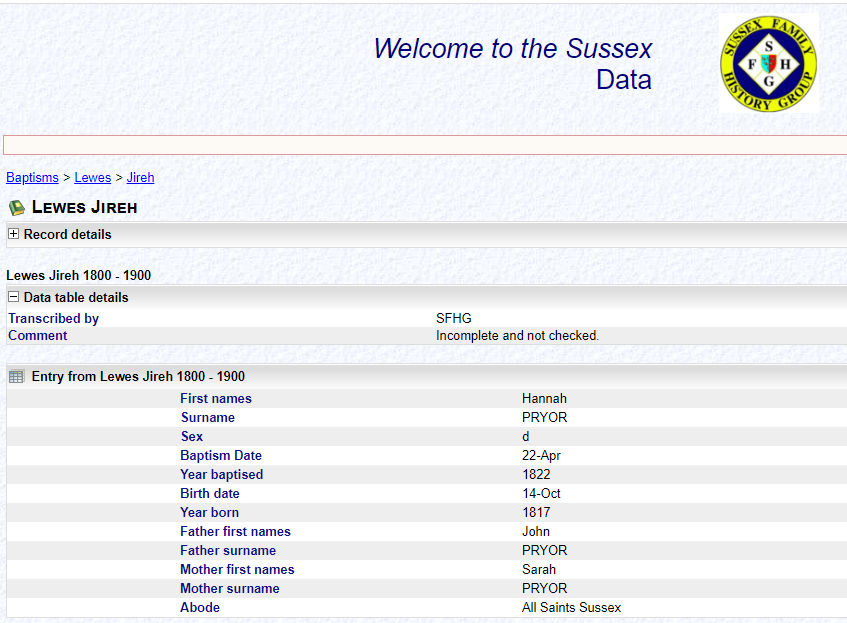 Welcome to the Sussex
Data
SUSSEX FAMILY
S
F H
G
HISTORY GROUP
Baptisms > Lewes > Jireh
LEWES JIREH
Record details
Lewes Jireh 1800 - 1900
Data table details
Transcribed by SFHG
Comment Incomplete and not checked.
Entry from Lewes Jireh 1800 - 1900
First names Hannah
Surname PRYOR
Sex d
Baptism Date 22-Apr
Year baptised 1822
Birth date 14-Oct
Year born 1817
Father first names John
Father surname PRYOR
Mother first names Sarah
Mother surname PRYOR
Abode All Saints Sussex